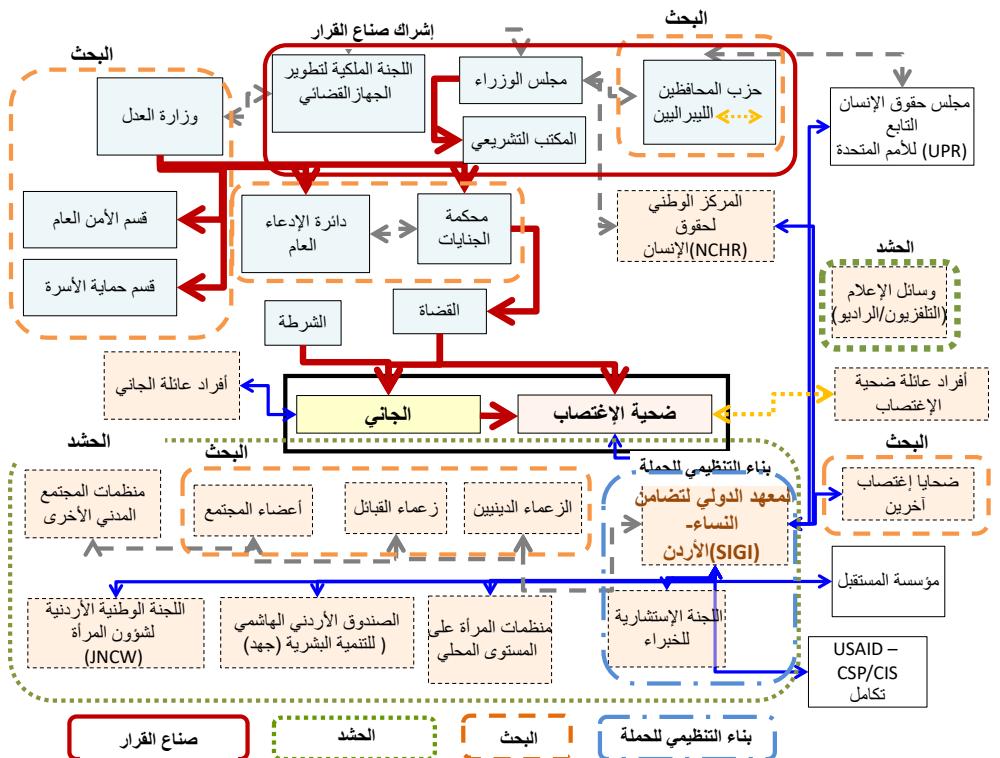 البحث
إشراك صناع القرار
البحث
وزارة العدل
اللجنة الملكية لتطوير
الجهازالقضائي
مجلس الوزراء
المكتب التشريعي
حزب المحافظين
الليبراليين
مجلس حقوق الإنسان
التابع
للأمم المتحدة (UPR)
قسم الأمن العام
قسم حماية الأسرة
دائرة الإدعاء
العام
محكمة
الجنايات
المركز الوطني
لحقوق
الإنسان(NCHR)
الحشد
وسائل الإعلام
(التلفزيون/الراديو)
الشرطة
القضاة
أفراد عائلة الجاني
الجاني
ضحية الإغتصاب
أفراد عائلة ضحية
الإغتصاب
الحشد
البحث
بناء التنظيمي للحملة
البحث
منظمات المجتمع
المدني الأخرى
أعضاء المجتمع
زعماء القبائل
الزعماء الدينيين
لمعهد الدولي لتضامن
النساء-
الأردن(SIGI)
ضحايا إغتصاب
آخرين
اللجنة الوطنية الأردنية
لشؤون المرأة
(JNCW)
الصندوق الأردني الهاشمي
للتنمية البشرية (جهد) (
منظمات المرأة على
المستوى المحلي
اللجنة الإستشارية
للخبراء
مؤسسة المستقبل
USAID –
CSP/CIS
تكامل
صناع القرار
الحشد
البحث
بناء التنظيمي للحملة